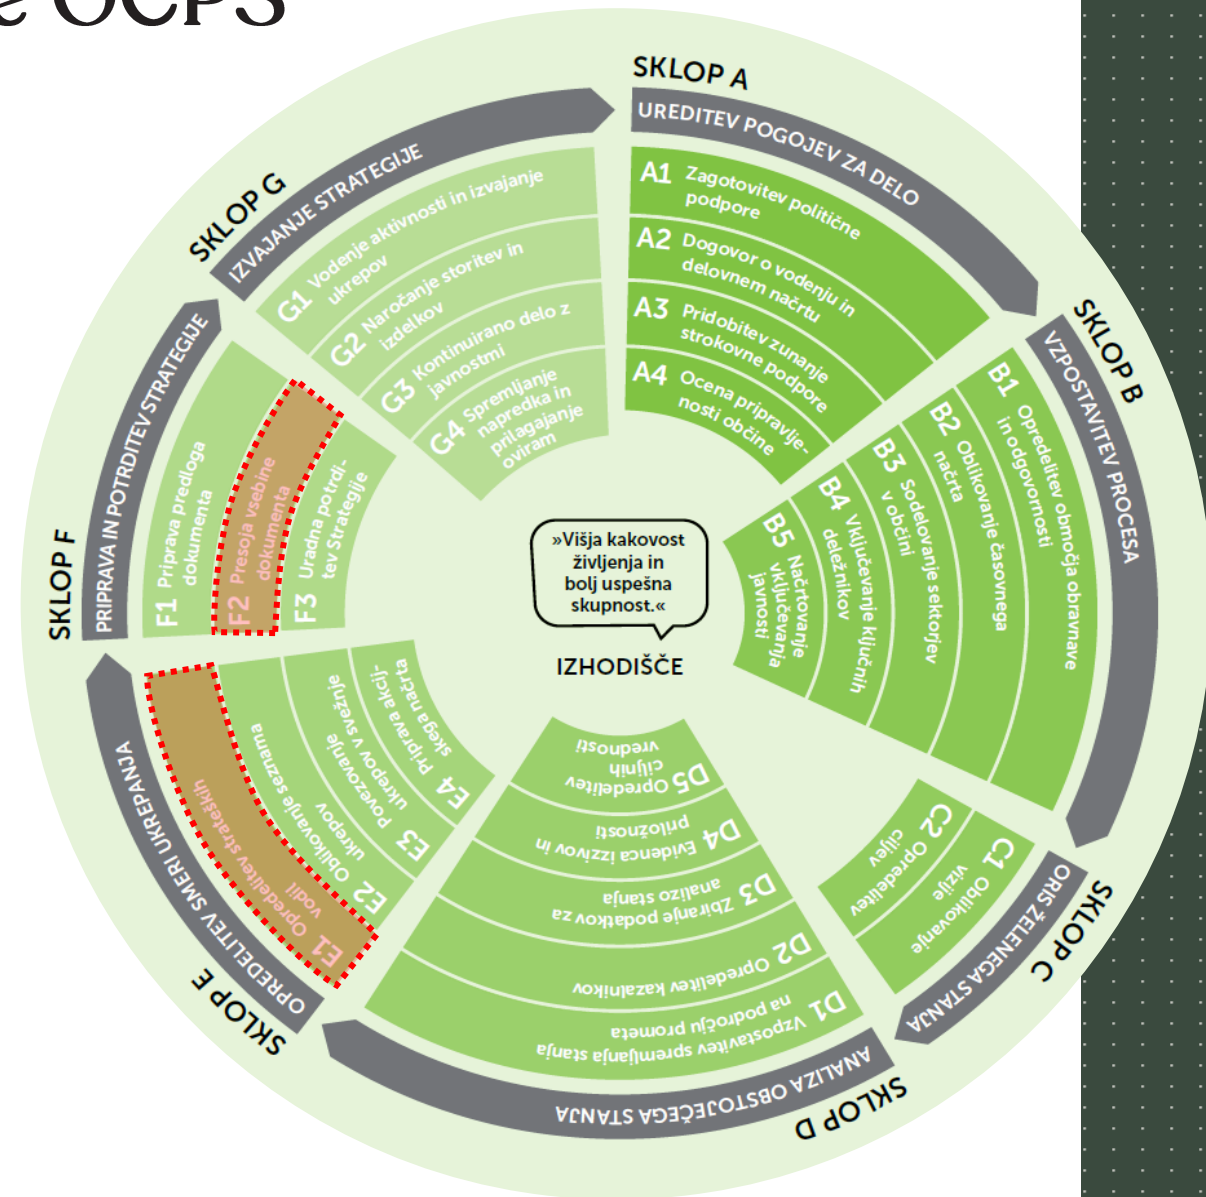 e OCPS
SKLOP A
UREDITEV POGOJEV ZA DELO
A1 Zagotovitev politične
podpore
A2 Dogovor o vodenju in
delovnem načrtu
A3 Pridobitev zunanje
strokovne podpore
A4 Ocena pripravlje-
nosti občine
SKLOP B
VZPOSTAVITEV PROCESA
B1 Opredelitev območja obravnave
in odgovornosti
B2 Oblikovanje časovnega
načrta
B3 Sodelovanje sektorjev
v občini
B4 Vključevanje ključnih
deležnikov
B5 Načrtovanje
vključevanja
javnosti
SKLOP C
ORIS ŽELENEGA STANJA
C1 Oblikovanje
vizije
C2 Opredelitev
ciljev
SKLOP D
ANALIZA OBSTOJEČEGA STANJA
D1 Vzpostavitev spremljanja stanja
na področju prometa
D2 Opredelitev kazalnikov
D3 Zbiranje podatkov za
analizo stanja
D4 Evidenca izzivov in
priložnosti
D5 Opredelitev
ciljnih
vrednosti
SKLOP E
OPREDELITEV SMERI UKREPANJA
E1 Opredelitev strateških
vodil
E2 Oblikovanje seznama
ukrepov
E3 Povezovanje
ukrepov v svežnje
E4 Priprava akcij-
skega načrta
SKLOP F
PRIPRAVA IN POTRDITEV STRATEGIJE
F1 Priprava predloga
dokumenta
F2 Presoja vsebine
dokumenta
F3 Uradna potrdi-
tev Strategije
SKLOP G
IZVAJANJE STRATEGIJE
G1 Vodenje aktivnosti in izvajanje
ukrepov
G2 Naročanje storitev in
izdelkov
G3 Kontinuirano delo z
javnostmi
G4 Spremljanje
napredka in
prilagajanje
oviram
»Višja kakovost
življenja in
bolj uspešna
skupnost.«
IZHODIŠČE